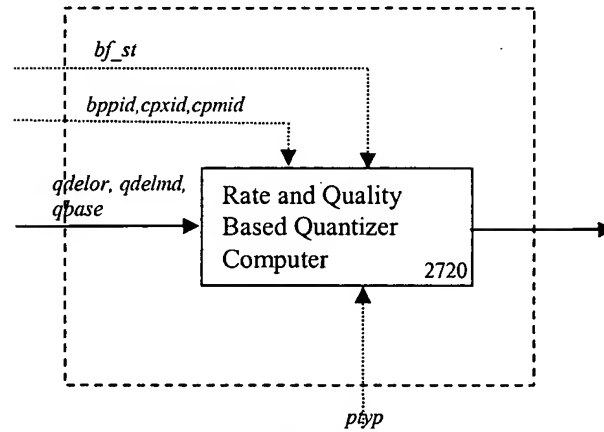 bf_st
bppid,cpxid,cpmid
qdelor, qdelmd,
qbase
Rate and Quality
Based Quantizer
Computer
2720
ptyp